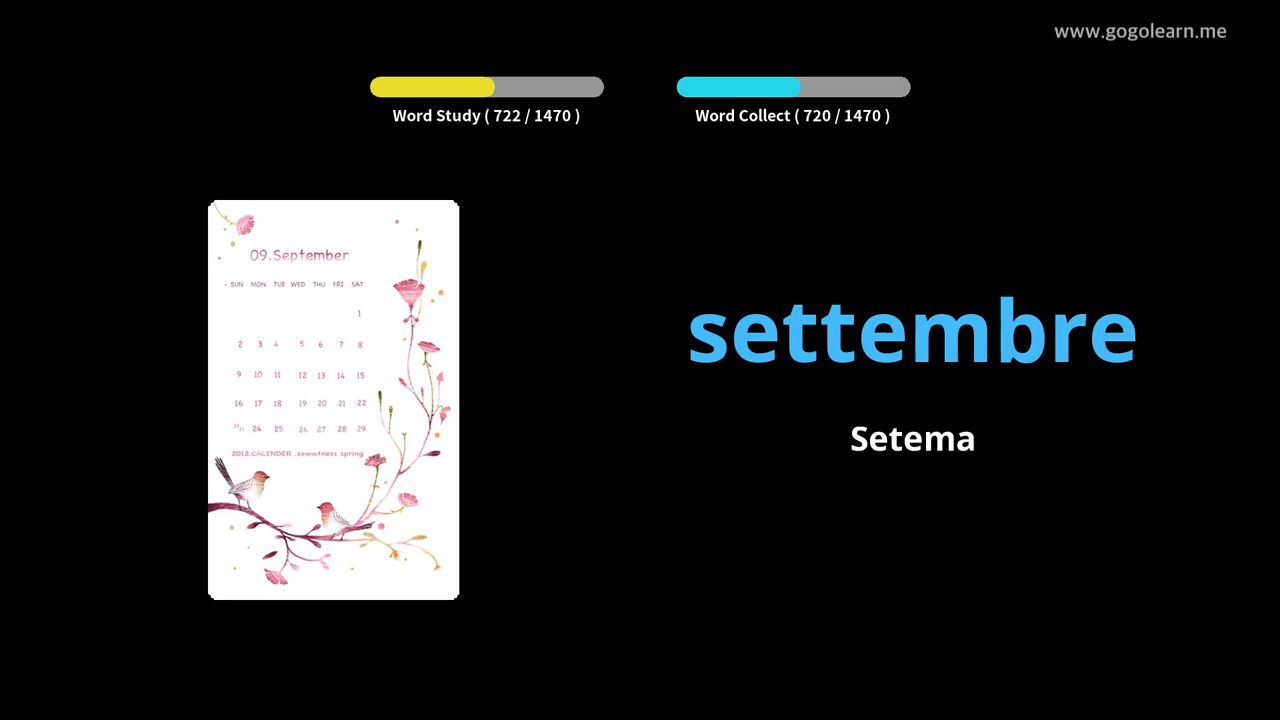 www.gogolearn.me
Word Study ( 722 / 1470 )
Word Collect ( 720 / 1470 )
09.September
SUN MON TUE WED THU FRI SAT
1
2 3 4 5 6 7 8
9 10 11 12 13 14 15
16 17 18 19 20 21 22
24 25 26 27 28 29
2012.CALENDER .sewwtness spring
settembre
Setema